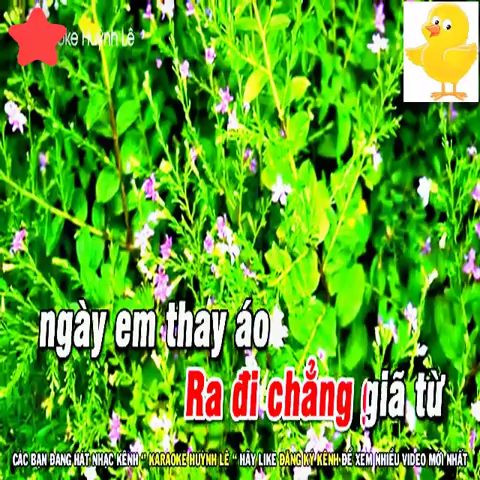 Karaoke Huỳnh Lê
ngày em thay áo
Ra đi chẳng giã từ
CÁC BẠN ĐANG HÁT NHẠC KÊNH " KARAOKE HUỲNH LÊ " HÃY LIKE ĐĂNG KÝ KÊNH ĐỂ XEM NHIỀU VIDEO MỚI NHẤT